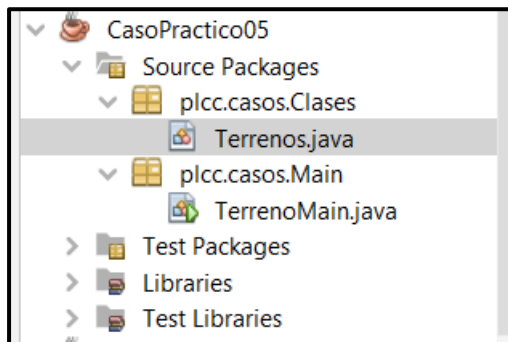 CasoPractico05
Source Packages
plcc.casos.Clases
Terrenos.java
plcc.casos.Main
TerrenoMain.java
Test Packages
Libraries
Test Libraries